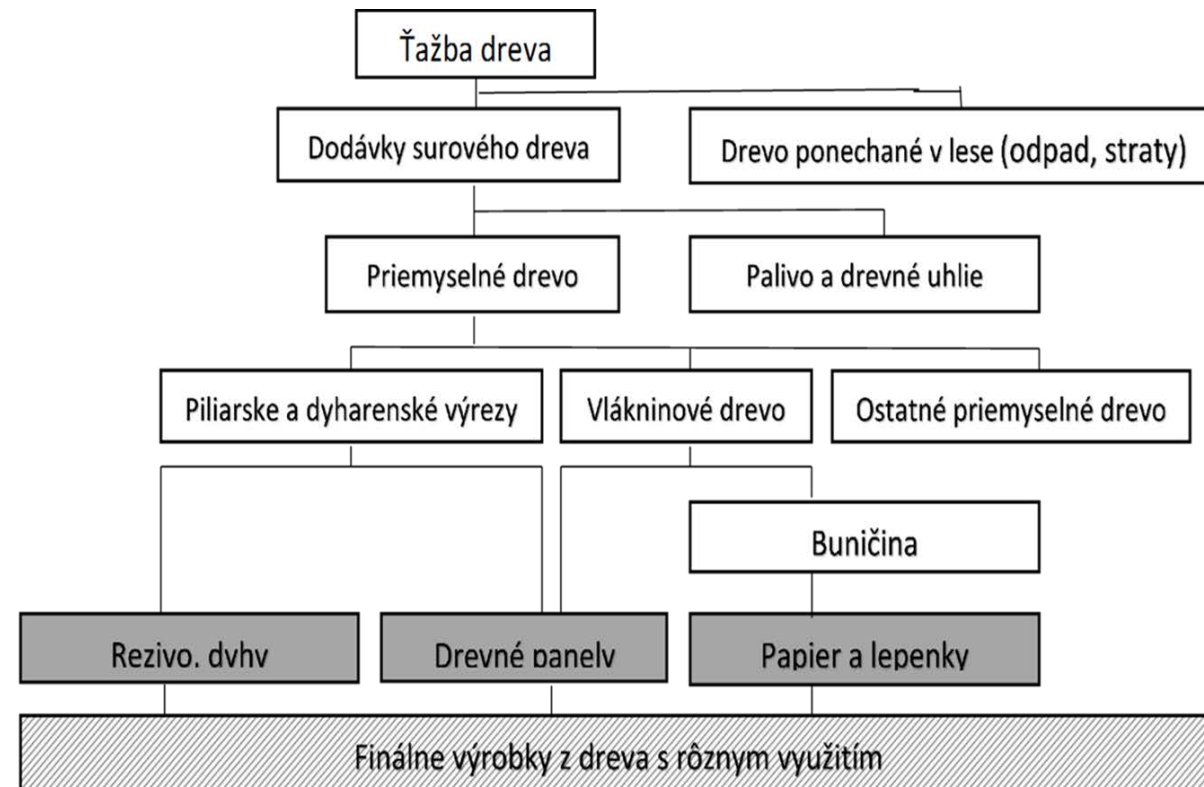 Ťažba dreva
Dodávky surového dreva
Drevo ponechané v lese (odpad, straty)
Priemyselné drevo
Palivo a drevné uhlie
Piliarske a dyharenské výrezy
Vlákninové drevo
Ostatné priemyselné drevo
Buničina
Rezivo, dyhy
Drevné panely
Papier a lepenky
Finálne výrobky z dreva s rôznym využitím